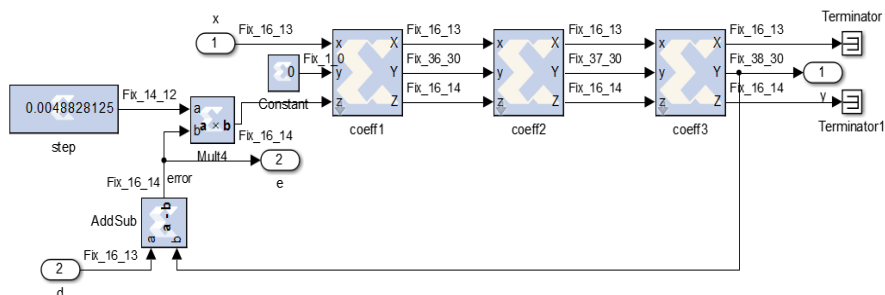 x
Fix_16_13
Fix_16_13
Fix_16_13
Terminator
1
x
X
x
X
x
X
Fix_1_0
Fix_36_30
Fix_37_30
Fix_38_30
0
y
Y
y
Y
y
Y
1
Constant
Fix_16_14
Fix_16_14
Fix_16_14
y
Fix_14_12
0.0048828125
a
b
a × b
z
Z
z
Z
z
Z
step
Mult4
Fix_16_14
coeff1
coeff2
coeff3
Terminator1
2
e
Fix_16_14
error
AddSub
a - b
a
b
Fix_16_13
2
d